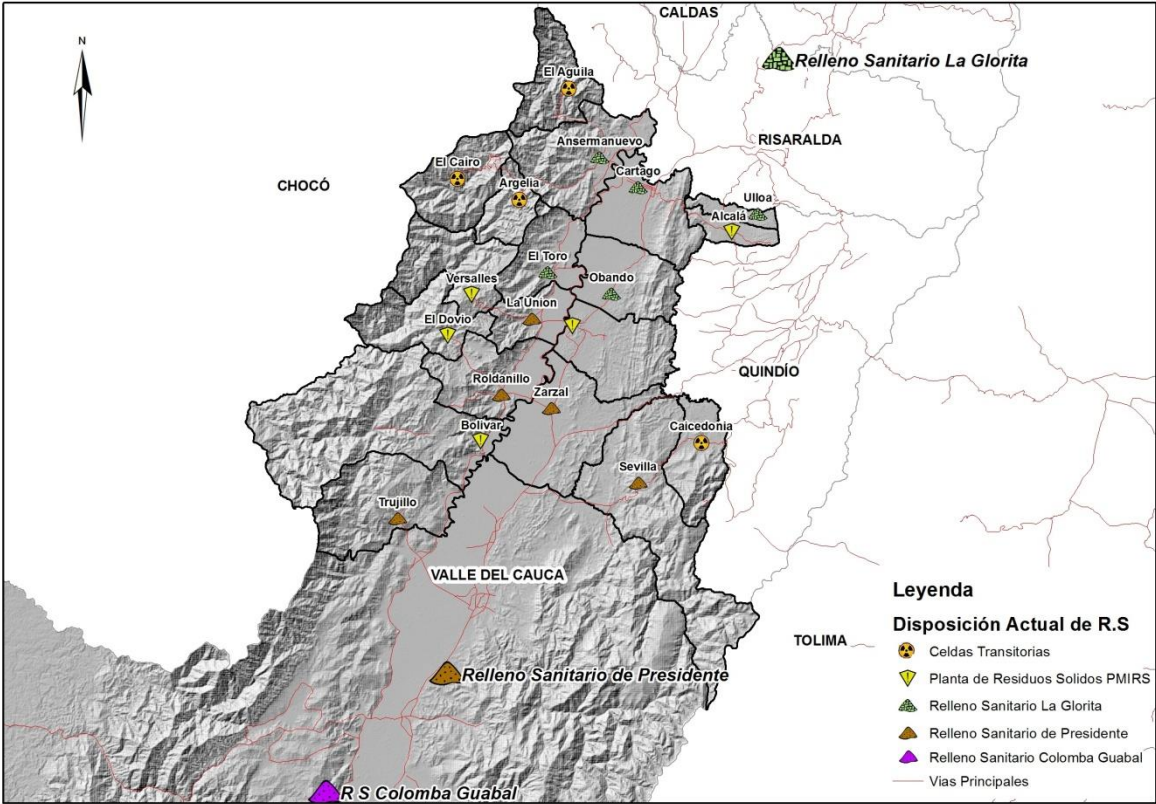 CALDAS
N
Relleno Sanitario La Glorita
El Aguila
RISARALDA
Ansermanuevo
El Cairo
Cartago
CHOCÓ
Argelia
Ulloa
Alcalá
El Toro
Versalles
Obando
La Union
El Dovio
QUINDÍO
Roldanillo
Zarzal
Bolivar
Caicedonia
Sevilla
Trujillo
VALLE DEL CAUCA
TOLIMA
Relleno Sanitario de Presidente
R S Colomba Guabal
Leyenda
Disposición Actual de R.S
Celdas Transitorias
Planta de Residuos Solidos PMIRS
Relleno Sanitario La Glorita
Relleno Sanitario de Presidente
Relleno Sanitario Colomba Guabal
Vias Principales